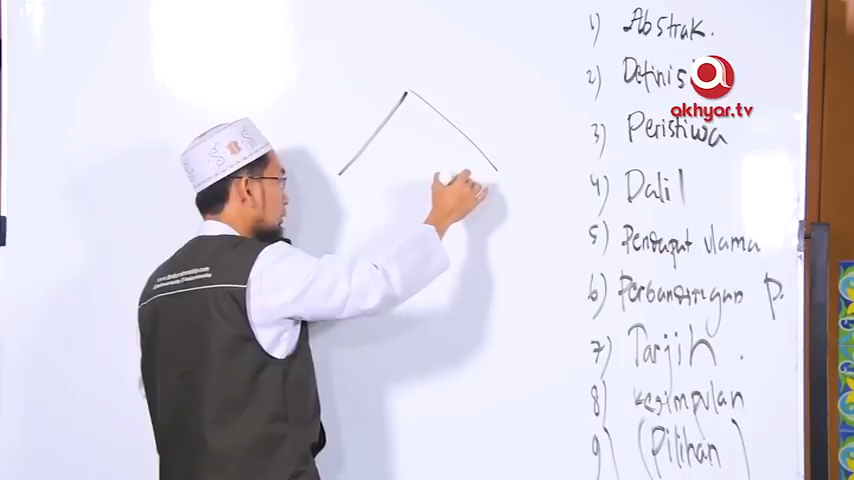 1) Abstrak.
2) Definisi
3) Peristiwa
4) Dalil
5) Pendapat Ulama
6) Perbandingan P.
7) Tarjih.
8) Kesimpulan
9) (Pilihan)
akhyar.tv